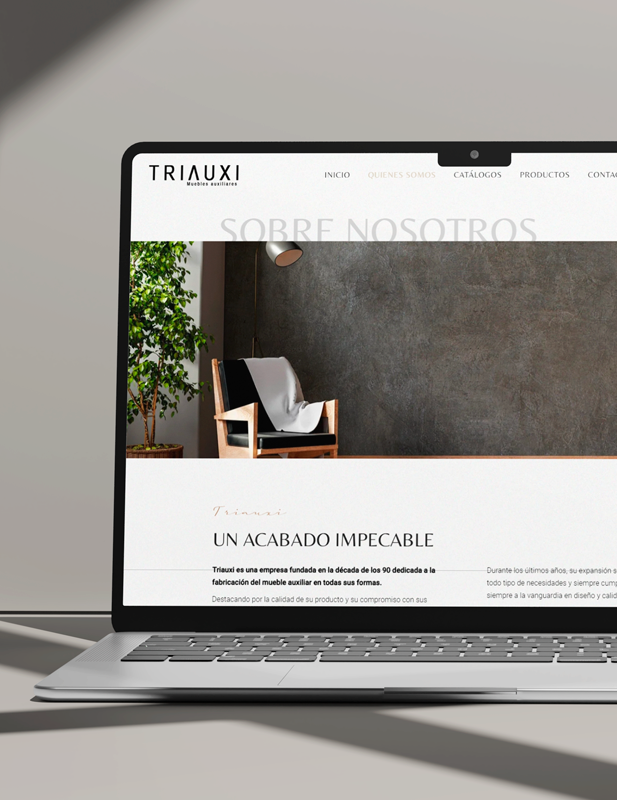 TRIAUXI
Muebles auxiliares
INICIO QUIENES SOMOS CATÁLOGOS PRODUCTOS CONTAC
SOBRE NOSOTROS
Triauxi
UN ACABADO IMPECABLE
Triauxi es una empresa fundada en la década de los 90 dedicada a la
fabricación del mueble auxiliar en todas sus formas.
Destacando por la calidad de su producto y su compromiso con sus
Durante los últimos años, su expansión
todo tipo de necesidades y siempre
siempre a la vanguardia en diseño y